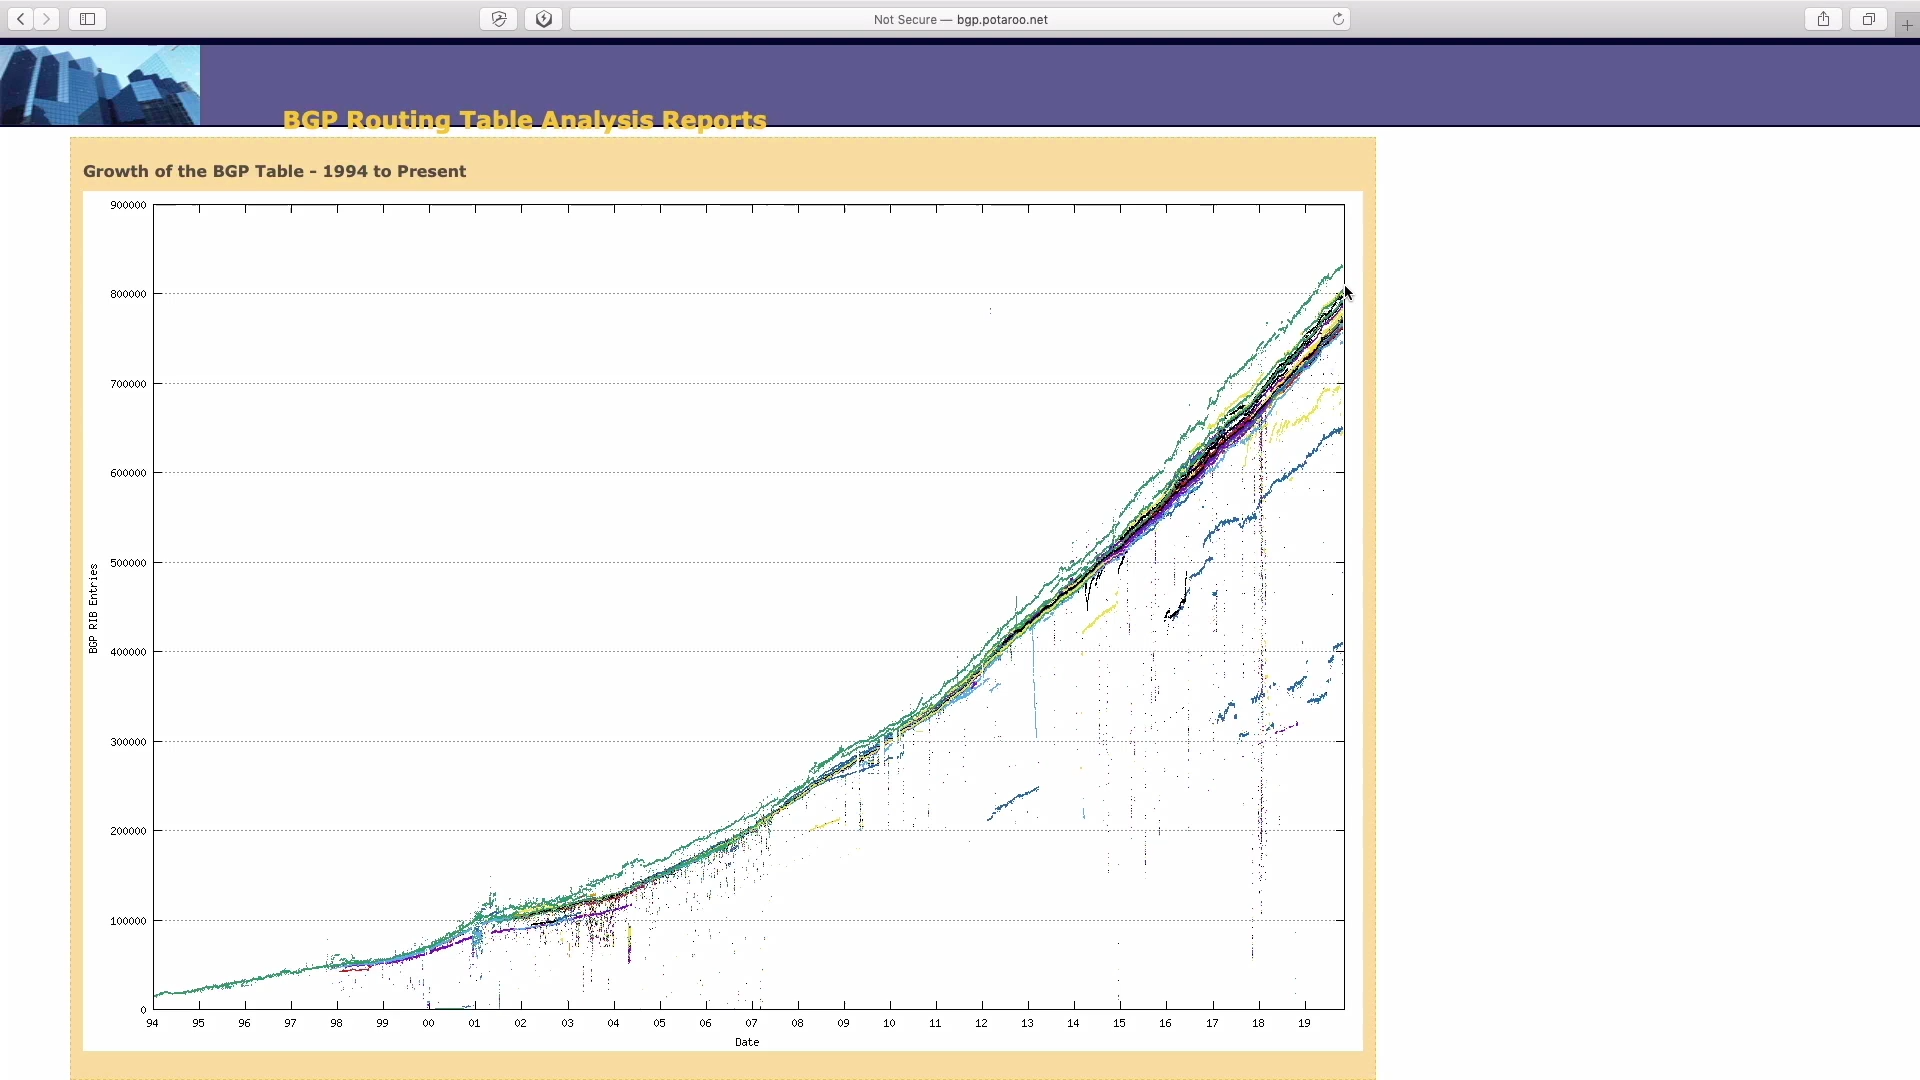 Not Secure — bgp.potaroo.net
BGP Routing Table Analysis Reports
Growth of the BGP Table - 1994 to Present
900000
800000
700000
600000
500000
400000
300000
200000
100000
0
BGP RIB Entries
94 95 96 97 98 99 00 01 02 03 04 05 06 07 08 09 10 11 12 13 14 15 16 17 18 19
Date